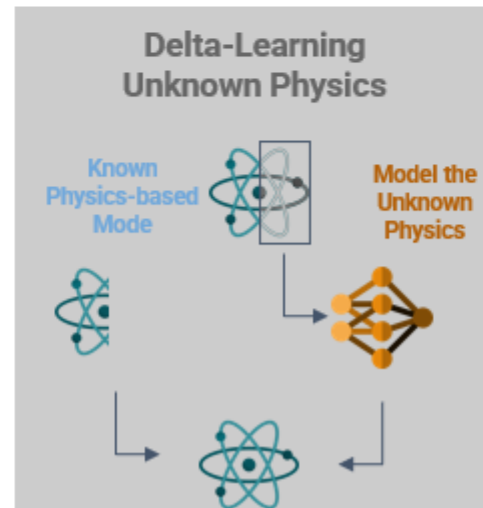 Delta-Learning
Unknown Physics
Known
Physics-based
Mode
Model the
Unknown
Physics